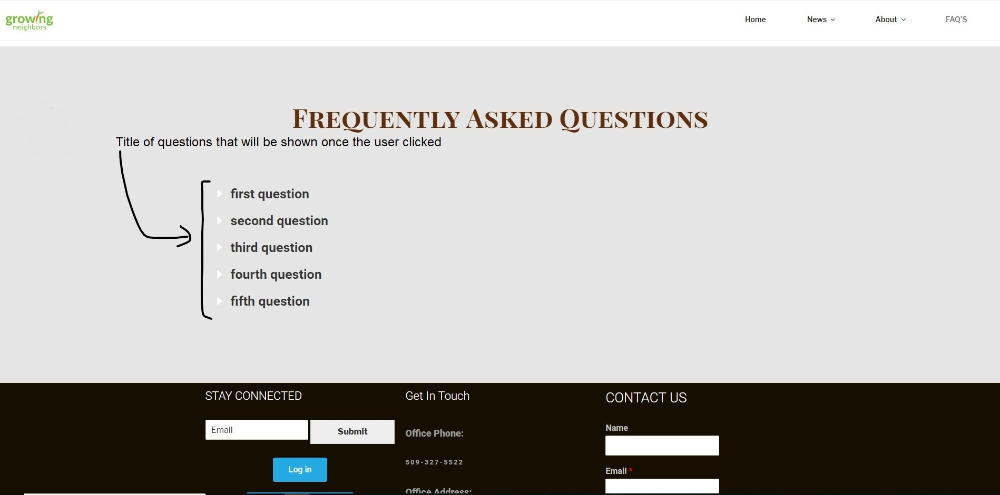 growing
neighbors
Home
News
About
FAQ'S
Frequently Asked Questions
Title of questions that will be shown once the user clicked
first question
second question
third question
fourth question
fifth question
STAY CONNECTED
Email
Submit
Log in
Get In Touch
Office Phone:
509-327-5522
Office Address:
CONTACT US
Name
Email *